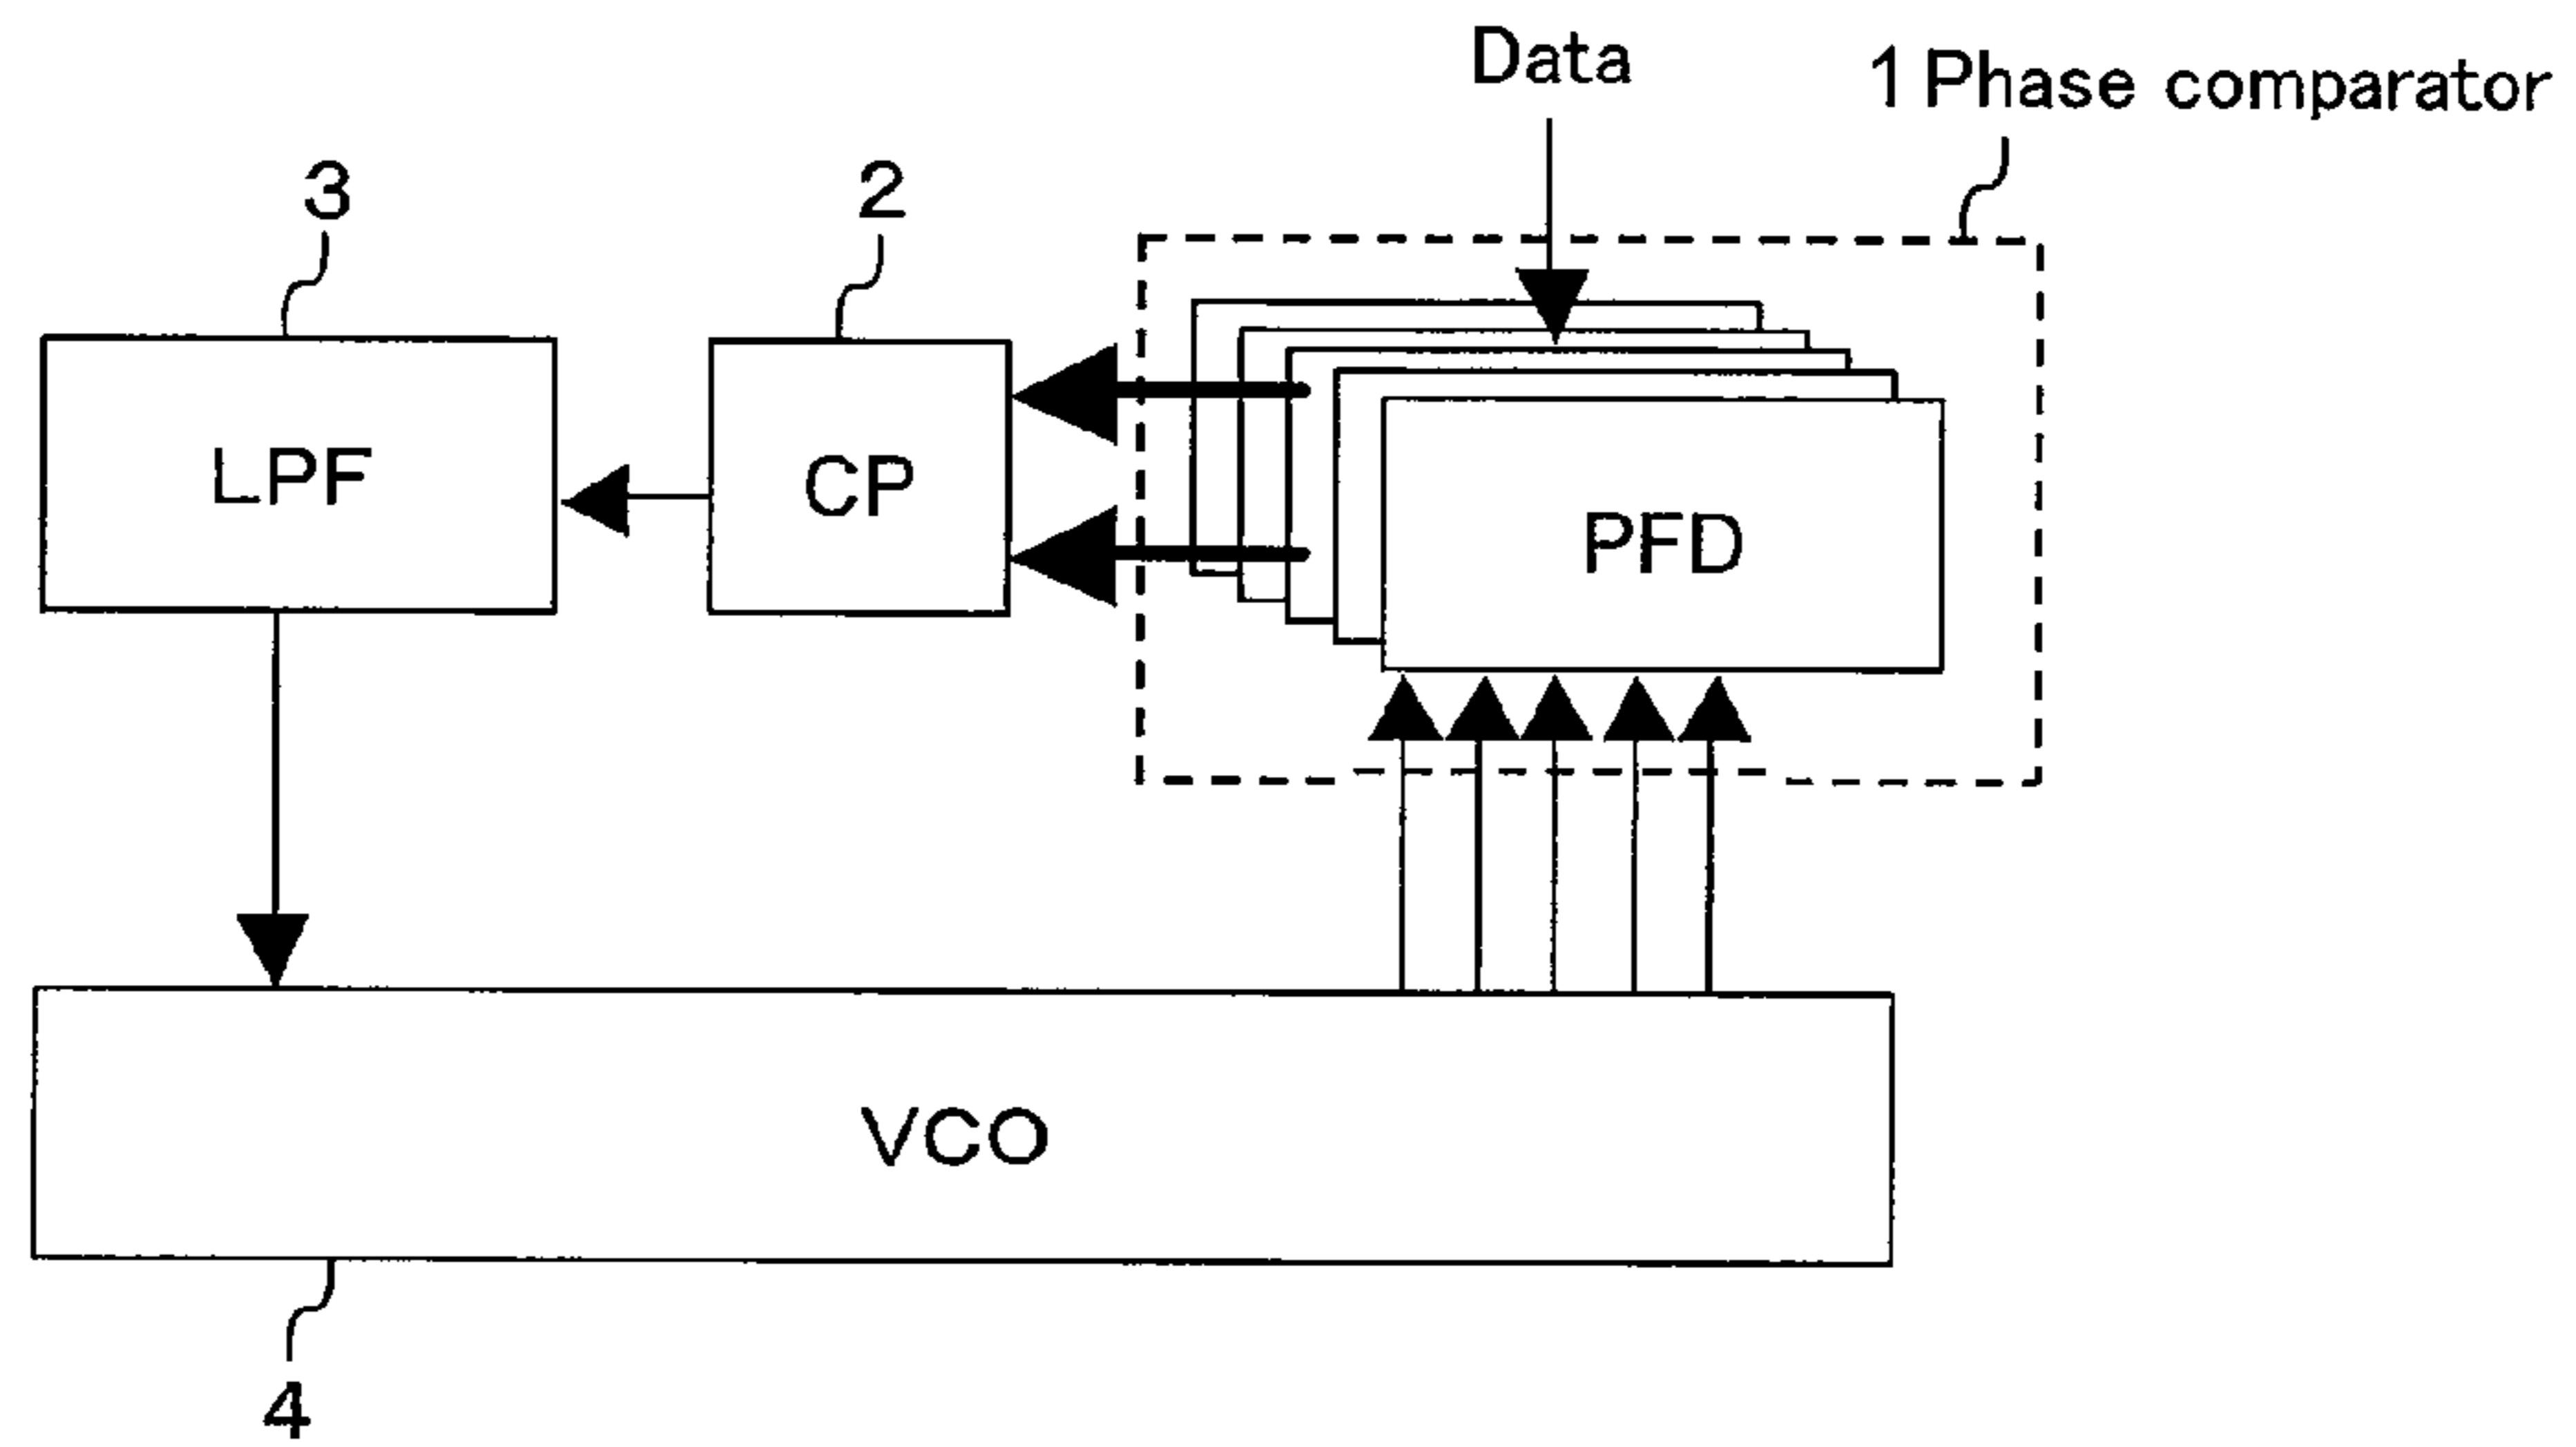 Data
1 Phase comparator
3
2
LPF
CP
PFD
VCO
4